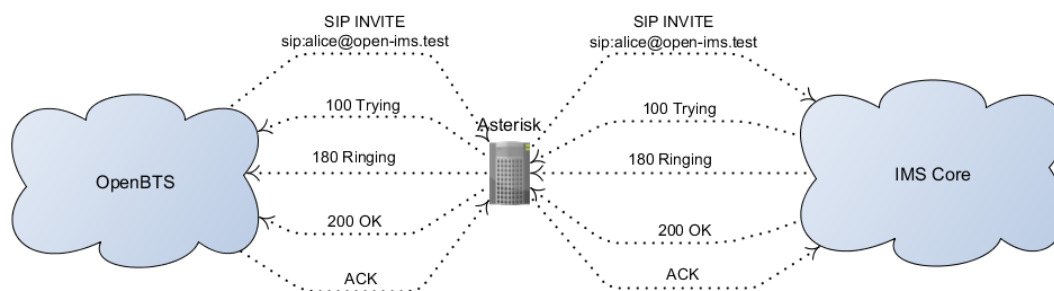 SIP INVITE
sip:alice@open-ims.test
SIP INVITE
sip:alice@open-ims.test
100 Trying
100 Trying
Asterisk
180 Ringing
180 Ringing
OpenBTS
IMS Core
200 OK
200 OK
ACK
ACK